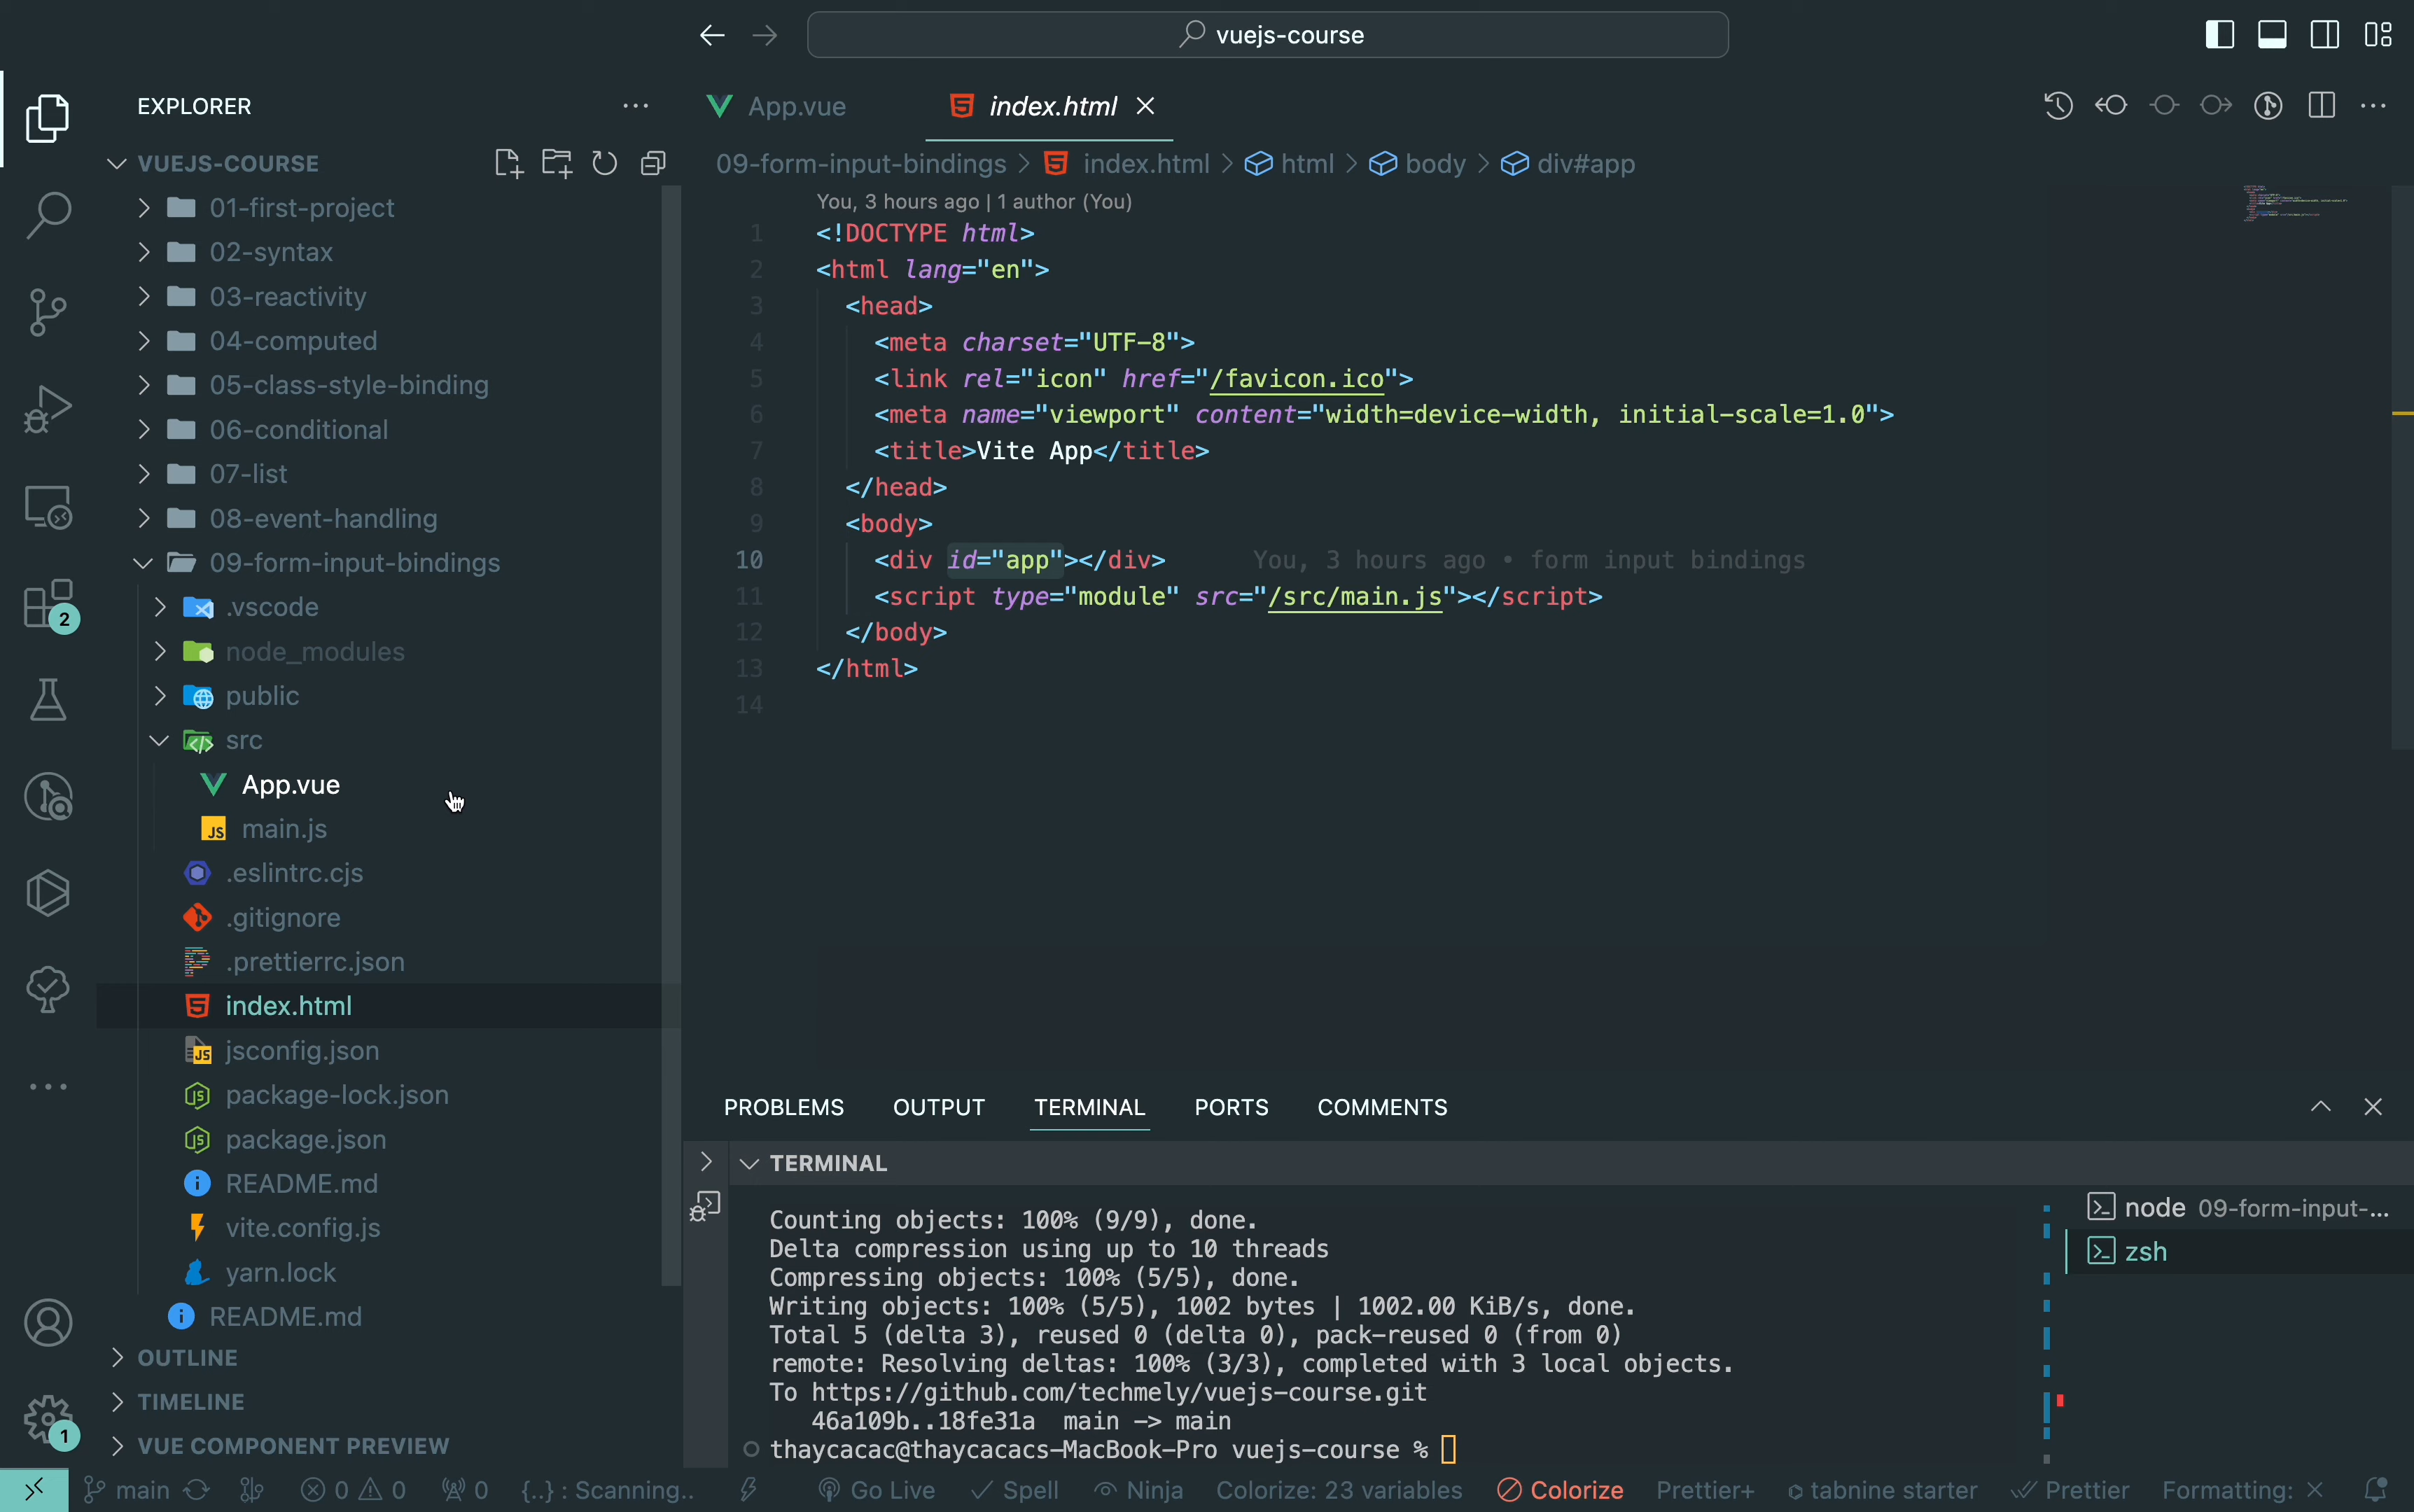 vuejs-course
EXPLORER
VUEJS-COURSE
01-first-project
02-syntax
03-reactivity
04-computed
05-class-style-binding
06-conditional
07-list
08-event-handling
09-form-input-bindings
.vscode
node_modules
public
src
App.vue
main.js
.eslintrc.cjs
.gitignore
.prettierrc.json
index.html
jsconfig.json
package-lock.json
package.json
README.md
vite.config.js
yarn.lock
README.md
OUTLINE
TIMELINE
VUE COMPONENT PREVIEW
2
1
App.vue
index.html
09-form-input-bindings > index.html > html > body > div#app
You, 3 hours ago | 1 author (You)
1 <!DOCTYPE html>
2 <html lang="en">
3 <head>
4 <meta charset="UTF-8">
5 <link rel="icon" href="/favicon.ico">
6 <meta name="viewport" content="width=device-width, initial-scale=1.0">
7 <title>Vite App</title>
8 </head>
9 <body>
10 <div id="app"></div> You, 3 hours ago • form input bindings
11 <script type="module" src="/src/main.js"></script>
12 </body>
13 </html>
14
PROBLEMS OUTPUT TERMINAL PORTS COMMENTS
TERMINAL
Counting objects: 100% (9/9), done.
Delta compression using up to 10 threads
Compressing objects: 100% (5/5), done.
Writing objects: 100% (5/5), 1002 bytes | 1002.00 KiB/s, done.
Total 5 (delta 3), reused 0 (delta 0), pack-reused 0 (from 0)
remote: Resolving deltas: 100% (3/3), completed with 3 local objects.
To https://github.com/techmely/vuejs-course.git
46a109b..18fe31a main -> main
thaycacac@thaycacacs-MacBook-Pro vuejs-course %
node 09-form-input-...
zsh
main 0 0 0 {..} : Scanning.. Go Live Spell Ninja Colorize: 23 variables Colorize Prettier+ tabnine starter Prettier Formatting: ×